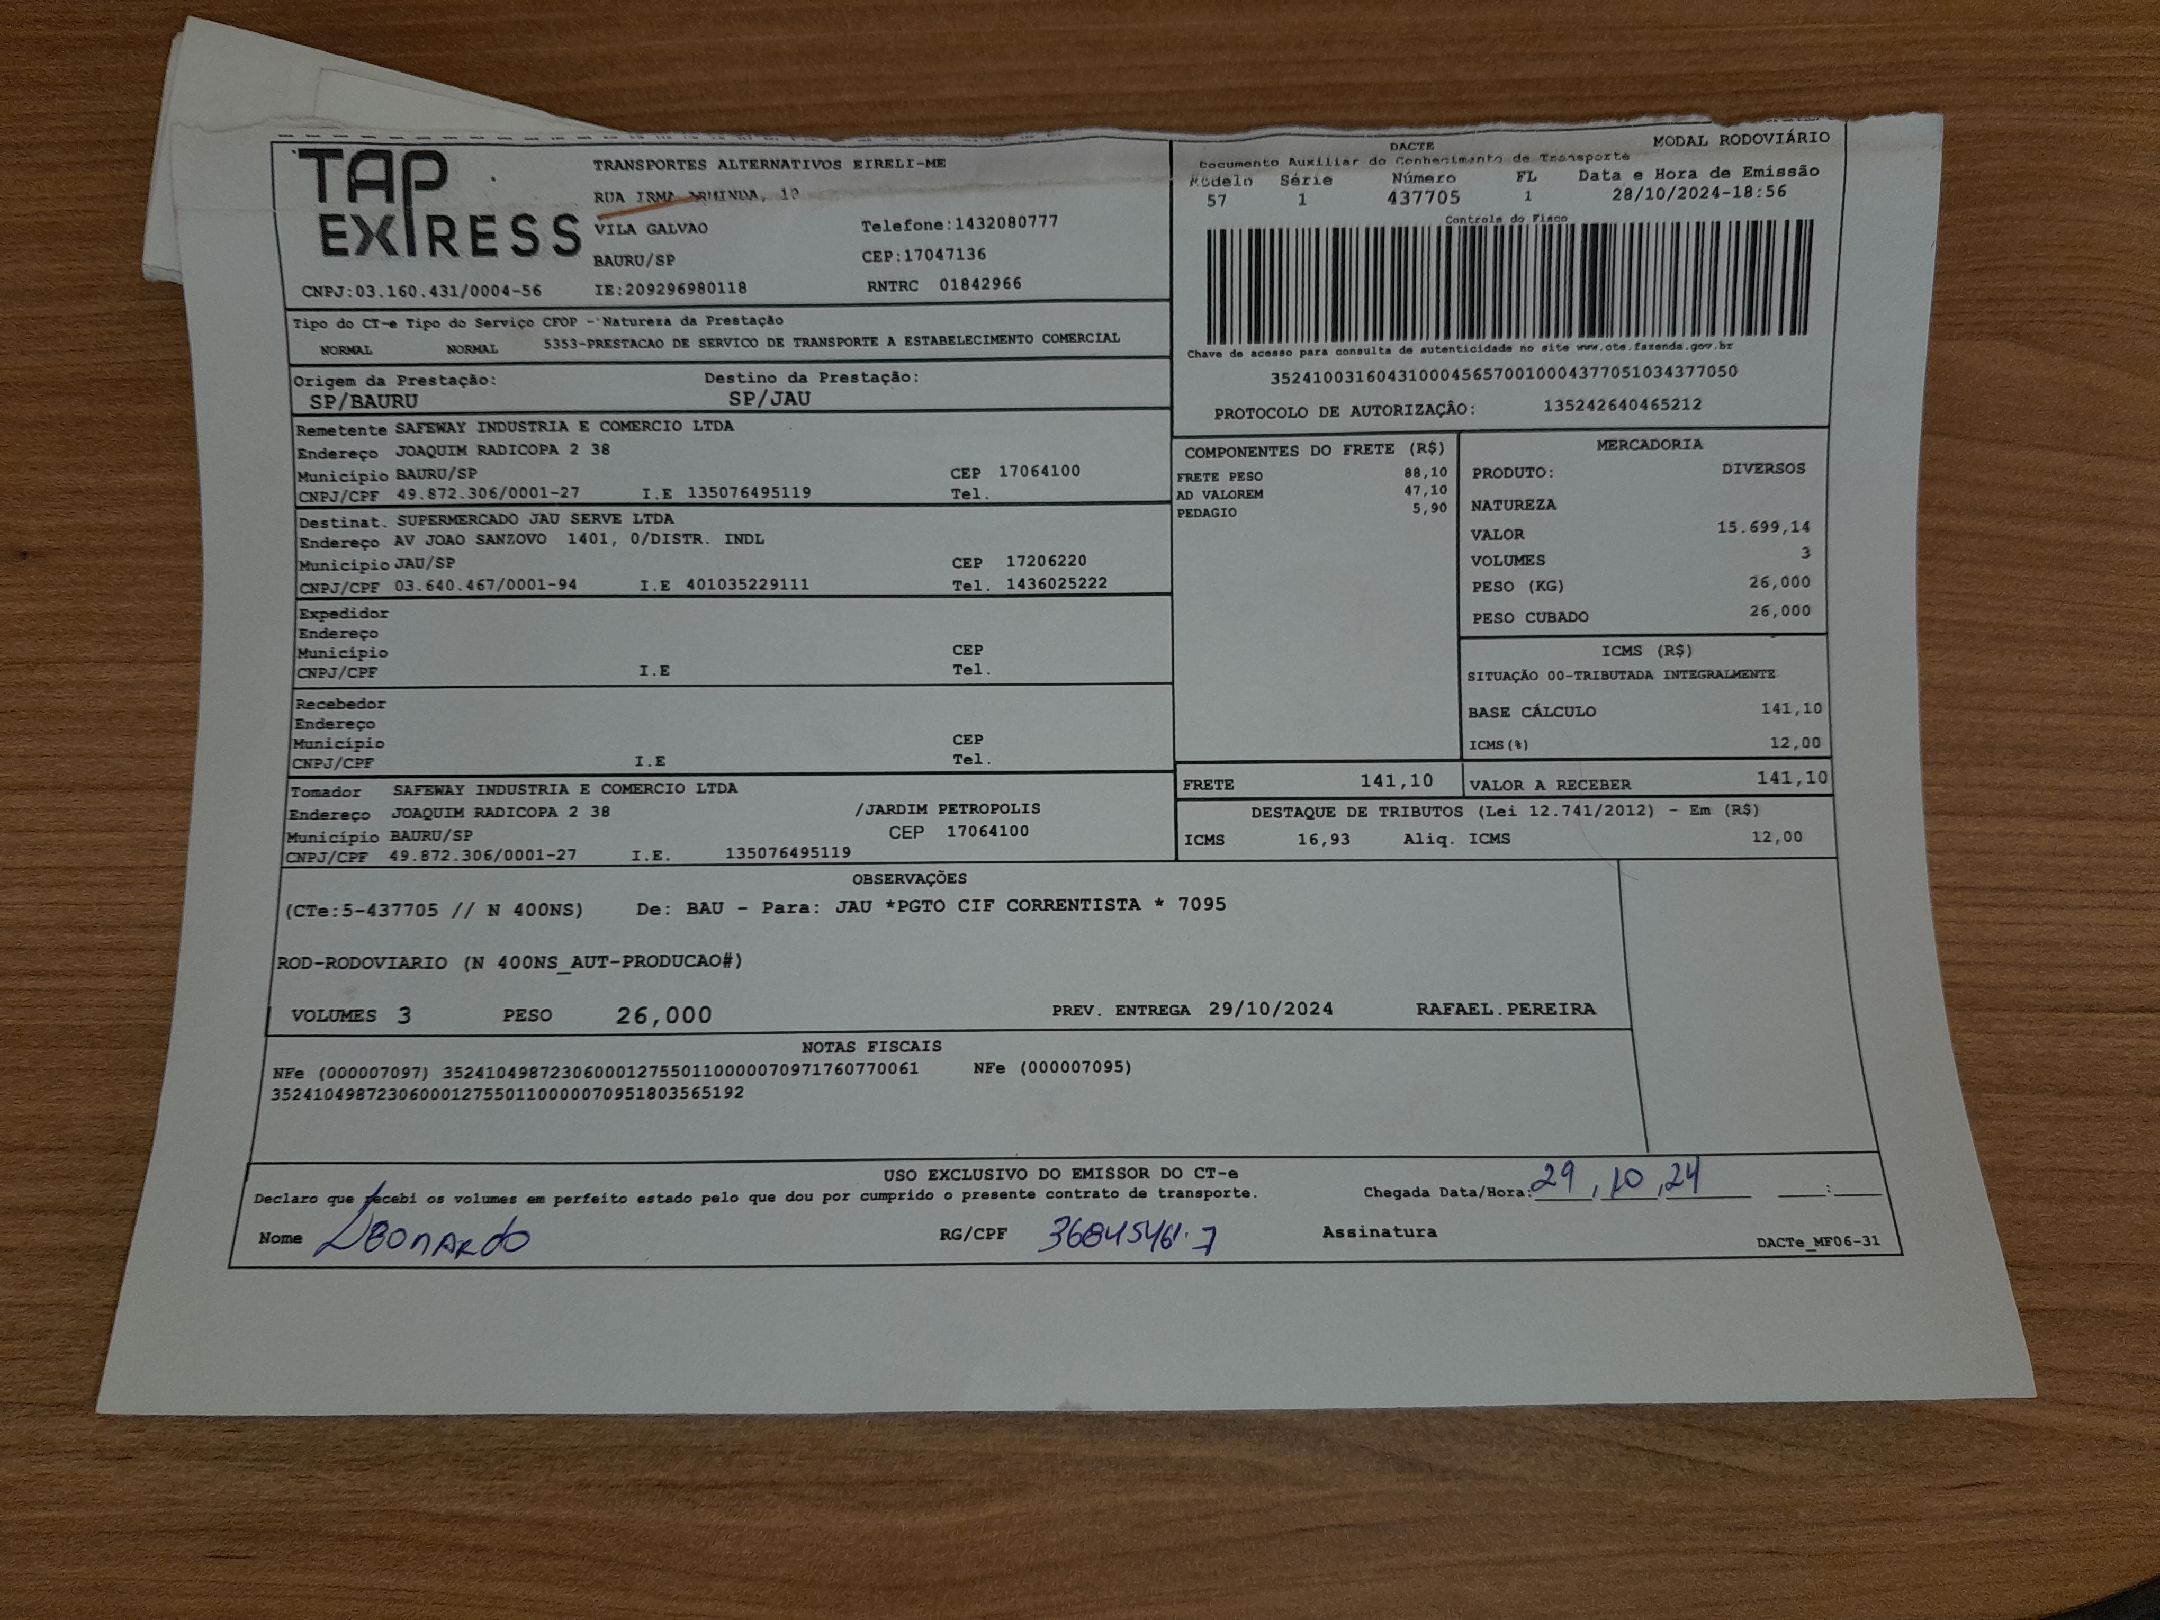 TAP
EXPRESS
TRANSPORTES ALTERNATIVOS EIRELI-ME
RUA IRMA ARMINDA, 10
VILA GALVAO Telefone:1432080777
BAURU/SP CEP:17047136
CNPJ:03.160.431/0004-56 IE:209296980118 RNTRC 01842966
DACTE MODAL RODOVIÁRIO
Documento Auxiliar do Conhecimento de Transporte
Modelo Série Número FL Data e Hora de Emissão
57 1 437705 1 28/10/2024-18:56
Controle do Fisco
Chave de acesso para consulta de autenticidade no site www.cte.fazenda.gov.br
35241003160431000456570010004377051034377050
PROTOCOLO DE AUTORIZAÇÂO: 135242640465212
Tipo do CT-e Tipo do Serviço CFOP - Natureza da Prestação
NORMAL NORMAL 5353-PRESTACAO DE SERVICO DE TRANSPORTE A ESTABELECIMENTO COMERCIAL
Origem da Prestação: Destino da Prestação:
SP/BAURU SP/JAU
Remetente SAFEWAY INDUSTRIA E COMERCIO LTDA
Endereço JOAQUIM RADICOPA 2 38
Município BAURU/SP CEP 17064100
CNPJ/CPF 49.872.306/0001-27 I.E 135076495119 Tel.
Destinat. SUPERMERCADO JAU SERVE LTDA
Endereço AV JOAO SANZOVO 1401, 0/DISTR. INDL
Município JAU/SP CEP 17206220
CNPJ/CPF 03.640.467/0001-94 I.E 401035229111 Tel. 1436025222
Expedidor
Endereço
Município CEP
CNPJ/CPF I.E Tel.
Recebedor
Endereço
Município CEP
CNPJ/CPF I.E Tel.
Tomador SAFEWAY INDUSTRIA E COMERCIO LTDA
Endereço JOAQUIM RADICOPA 2 38 /JARDIM PETROPOLIS
Município BAURU/SP CEP 17064100
CNPJ/CPF 49.872.306/0001-27 I.E. 135076495119
COMPONENTES DO FRETE (R$)
FRETE PESO 88,10
AD VALOREM 47,10
PEDAGIO 5,90
MERCADORIA
PRODUTO: DIVERSOS
NATUREZA
VALOR 15.699,14
VOLUMES 3
PESO (KG) 26,000
PESO CUBADO 26,000
ICMS (R$)
SITUAÇÃO 00-TRIBUTADA INTEGRALMENTE
BASE CÁLCULO 141,10
ICMS(%) 12,00
FRETE 141,10 VALOR A RECEBER 141,10
DESTAQUE DE TRIBUTOS (Lei 12.741/2012) - Em (R$)
ICMS 16,93 Aliq. ICMS 12,00
OBSERVAÇÕES
(CTe:5-437705 // N 400NS) De: BAU - Para: JAU *PGTO CIF CORRENTISTA * 7095
ROD-RODOVIARIO (N 400NS_AUT-PRODUCAO#)
VOLUMES 3 PESO 26,000 PREV. ENTREGA 29/10/2024 RAFAEL.PEREIRA
NOTAS FISCAIS
NFe (000007097) 35241049872306000127550110000070971760770061 NFe (000007095)
35241049872306000127550110000070951803565192
USO EXCLUSIVO DO EMISSOR DO CT-e
Declaro que recebi os volumes em perfeito estado pelo que dou por cumprido o presente contrato de transporte. Chegada Data/Hora: 29,10,24 :
Nome Leonardo RG/CPF 36845461-7 Assinatura
DACTe_MF06-31